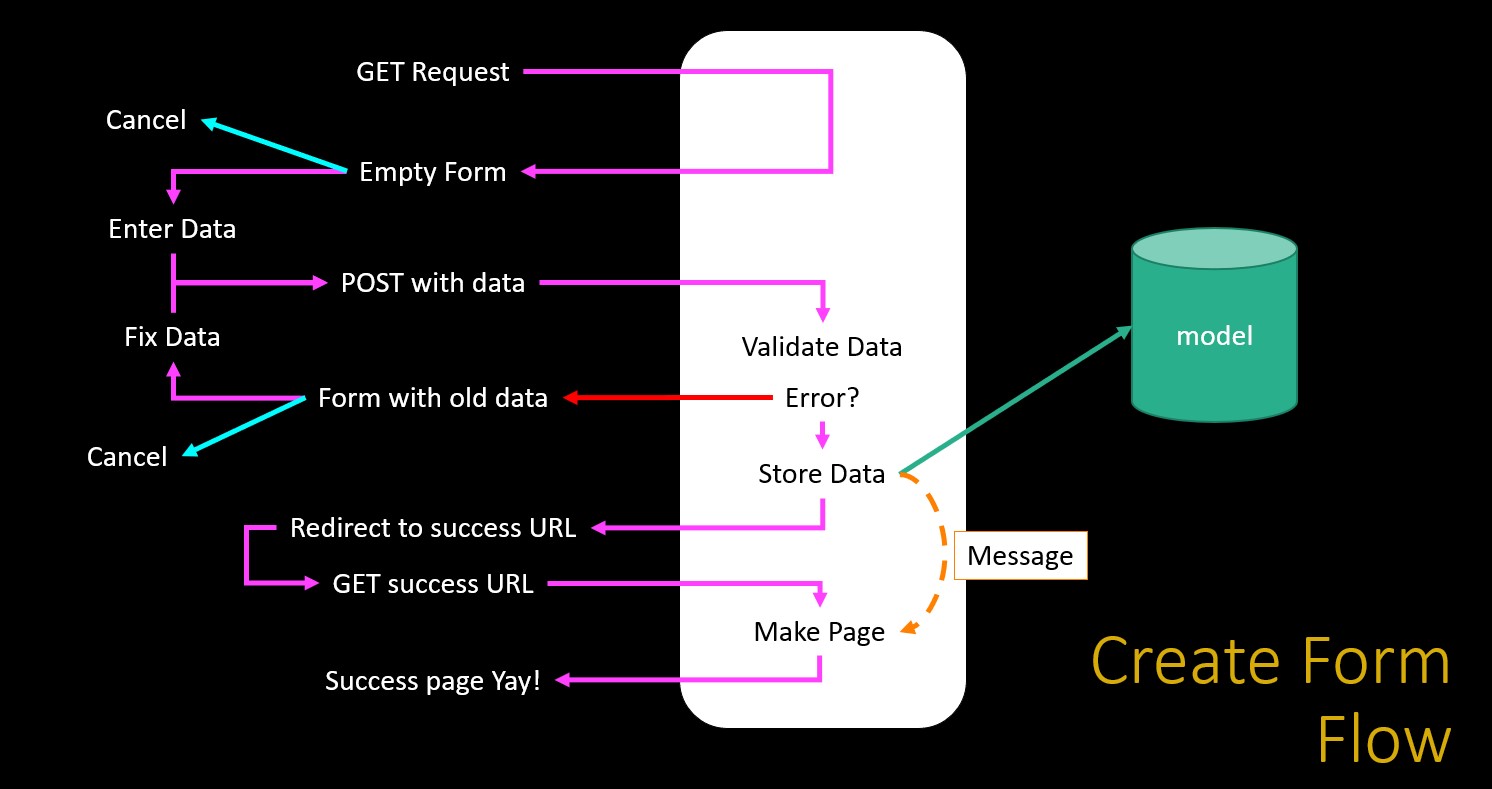 GET Request
Cancel
Empty Form
Enter Data
POST with data
Fix Data
Validate Data
model
Form with old data
Error?
Cancel
Store Data
Redirect to success URL
Message
GET success URL
Make Page
Success page Yay!
Create Form
Flow